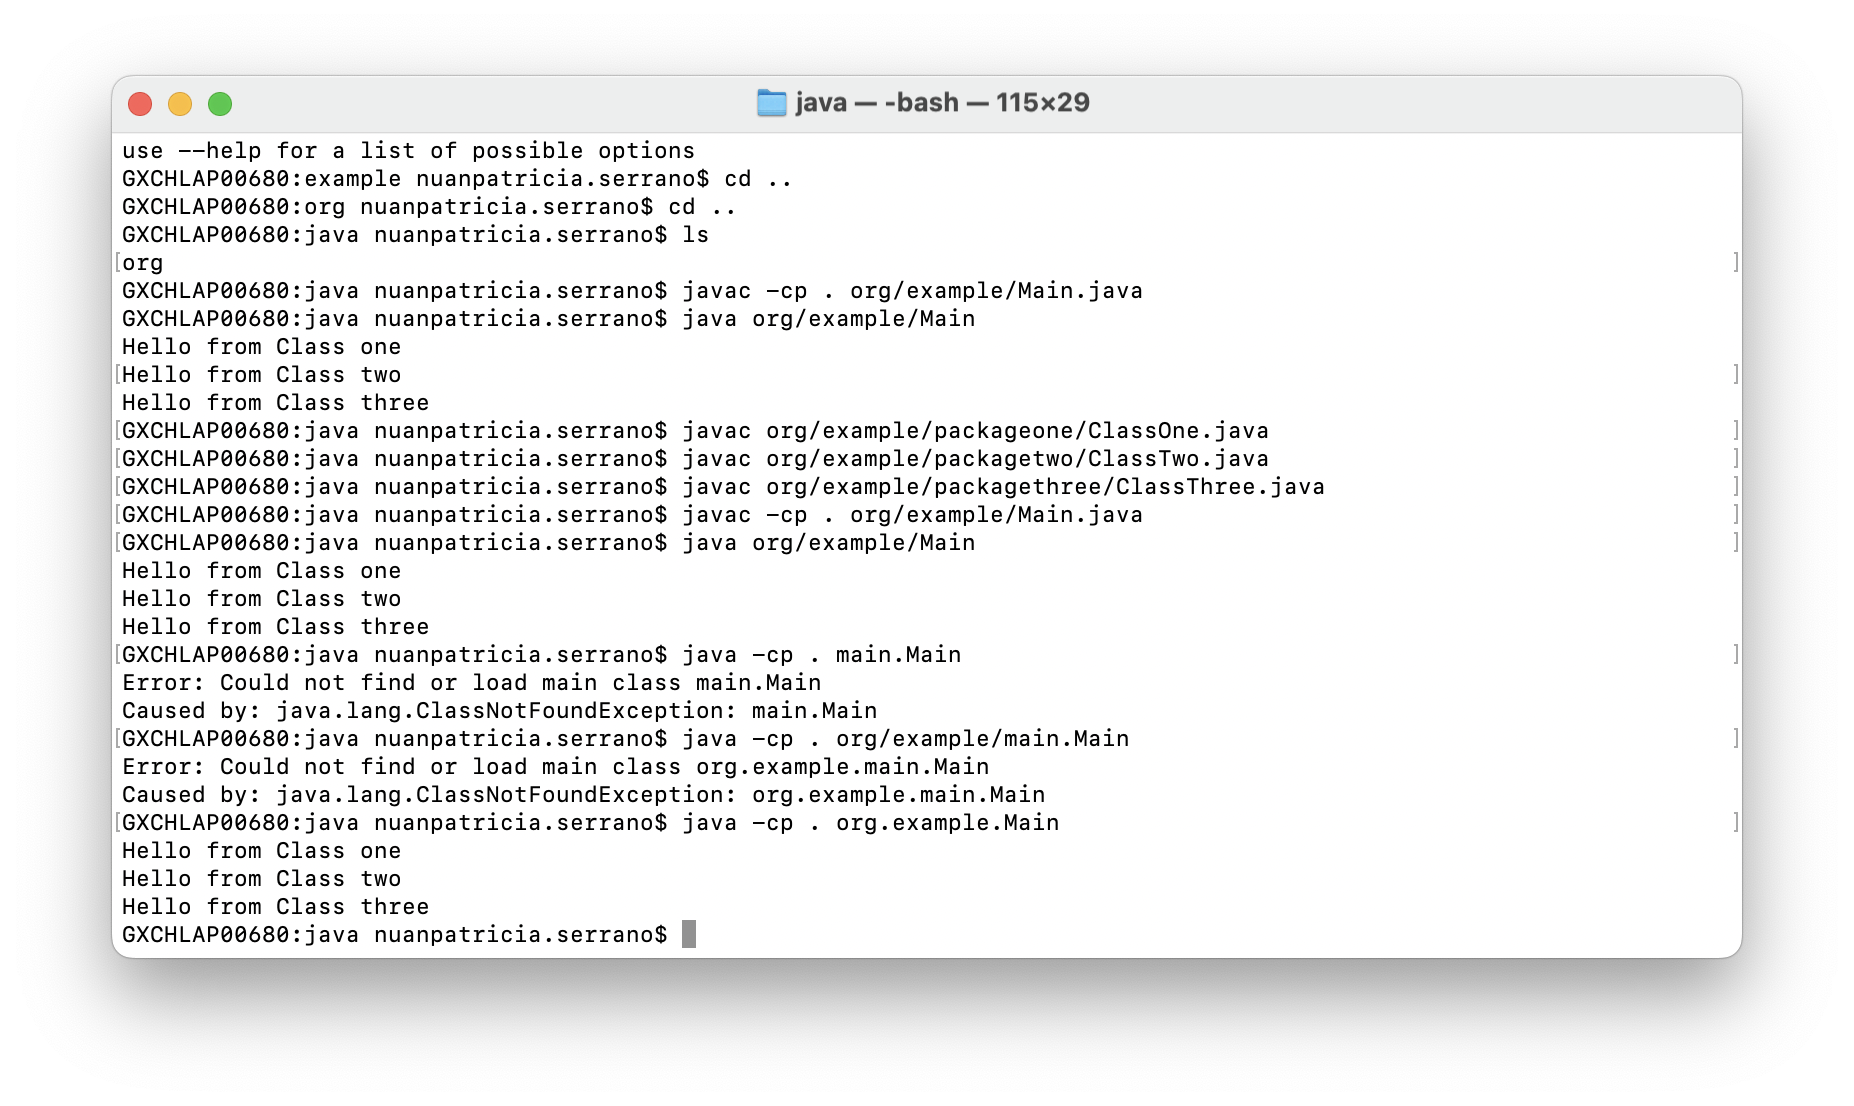 java — -bash — 115×29
use --help for a list of possible options
GXCHLAP00680:example nuanpatricia.serrano$ cd ..
GXCHLAP00680:org nuanpatricia.serrano$ cd ..
GXCHLAP00680:java nuanpatricia.serrano$ ls
[org ]
GXCHLAP00680:java nuanpatricia.serrano$ javac -cp . org/example/Main.java
GXCHLAP00680:java nuanpatricia.serrano$ java org/example/Main
Hello from Class one
[Hello from Class two ]
Hello from Class three
[GXCHLAP00680:java nuanpatricia.serrano$ javac org/example/packageone/ClassOne.java ]
[GXCHLAP00680:java nuanpatricia.serrano$ javac org/example/packagetwo/ClassTwo.java ]
[GXCHLAP00680:java nuanpatricia.serrano$ javac org/example/packagethree/ClassThree.java ]
[GXCHLAP00680:java nuanpatricia.serrano$ javac -cp . org/example/Main.java ]
[GXCHLAP00680:java nuanpatricia.serrano$ java org/example/Main ]
Hello from Class one
Hello from Class two
Hello from Class three
[GXCHLAP00680:java nuanpatricia.serrano$ java -cp . main.Main ]
Error: Could not find or load main class main.Main
Caused by: java.lang.ClassNotFoundException: main.Main
[GXCHLAP00680:java nuanpatricia.serrano$ java -cp . org/example/main.Main ]
Error: Could not find or load main class org.example.main.Main
Caused by: java.lang.ClassNotFoundException: org.example.main.Main
[GXCHLAP00680:java nuanpatricia.serrano$ java -cp . org.example.Main ]
Hello from Class one
Hello from Class two
Hello from Class three
GXCHLAP00680:java nuanpatricia.serrano$